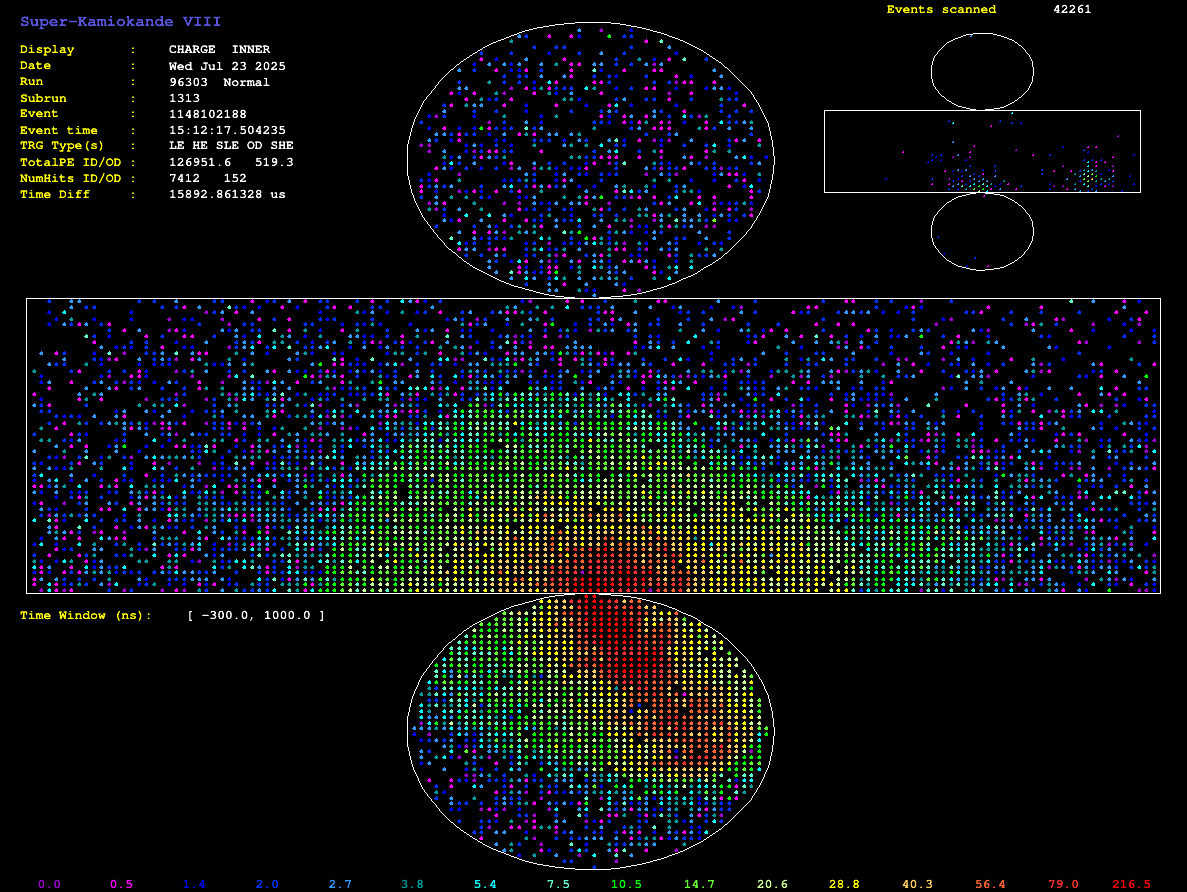 Super-Kamiokande VIII
Events scanned 42261
Display : CHARGE INNER
Date : Wed Jul 23 2025
Run : 96303 Normal
Subrun : 1313
Event : 1148102188
Event time : 15:12:17.504235
TRG Type(s) : LE HE SLE OD SHE
TotalPE ID/OD : 126951.6 519.3
NumHits ID/OD : 7412 152
Time Diff : 15892.861328 us
Time Window (ns): [ -300.0, 1000.0 ]
0.0 0.5 1.4 2.0 2.7 3.8 5.4 7.5 10.5 14.7 20.6 28.8 40.3 56.4 79.0 216.5